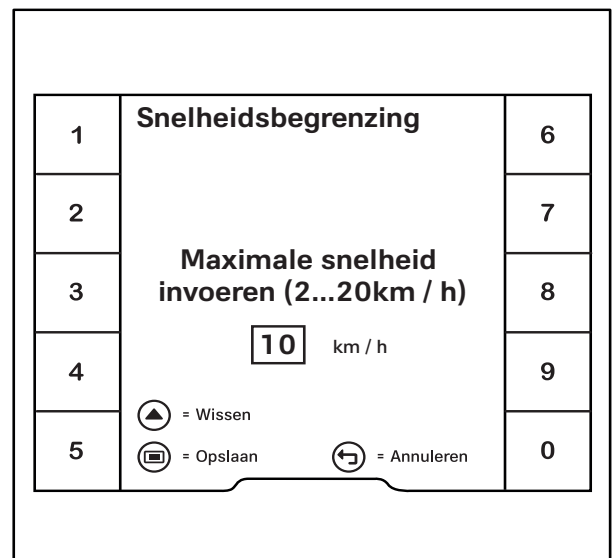 Snelheidsbegrenzing
1
2
3
4
5
Maximale snelheid
invoeren (2...20km / h)
10 km / h
= Wissen
= Opslaan
= Annuleren
6
7
8
9
0